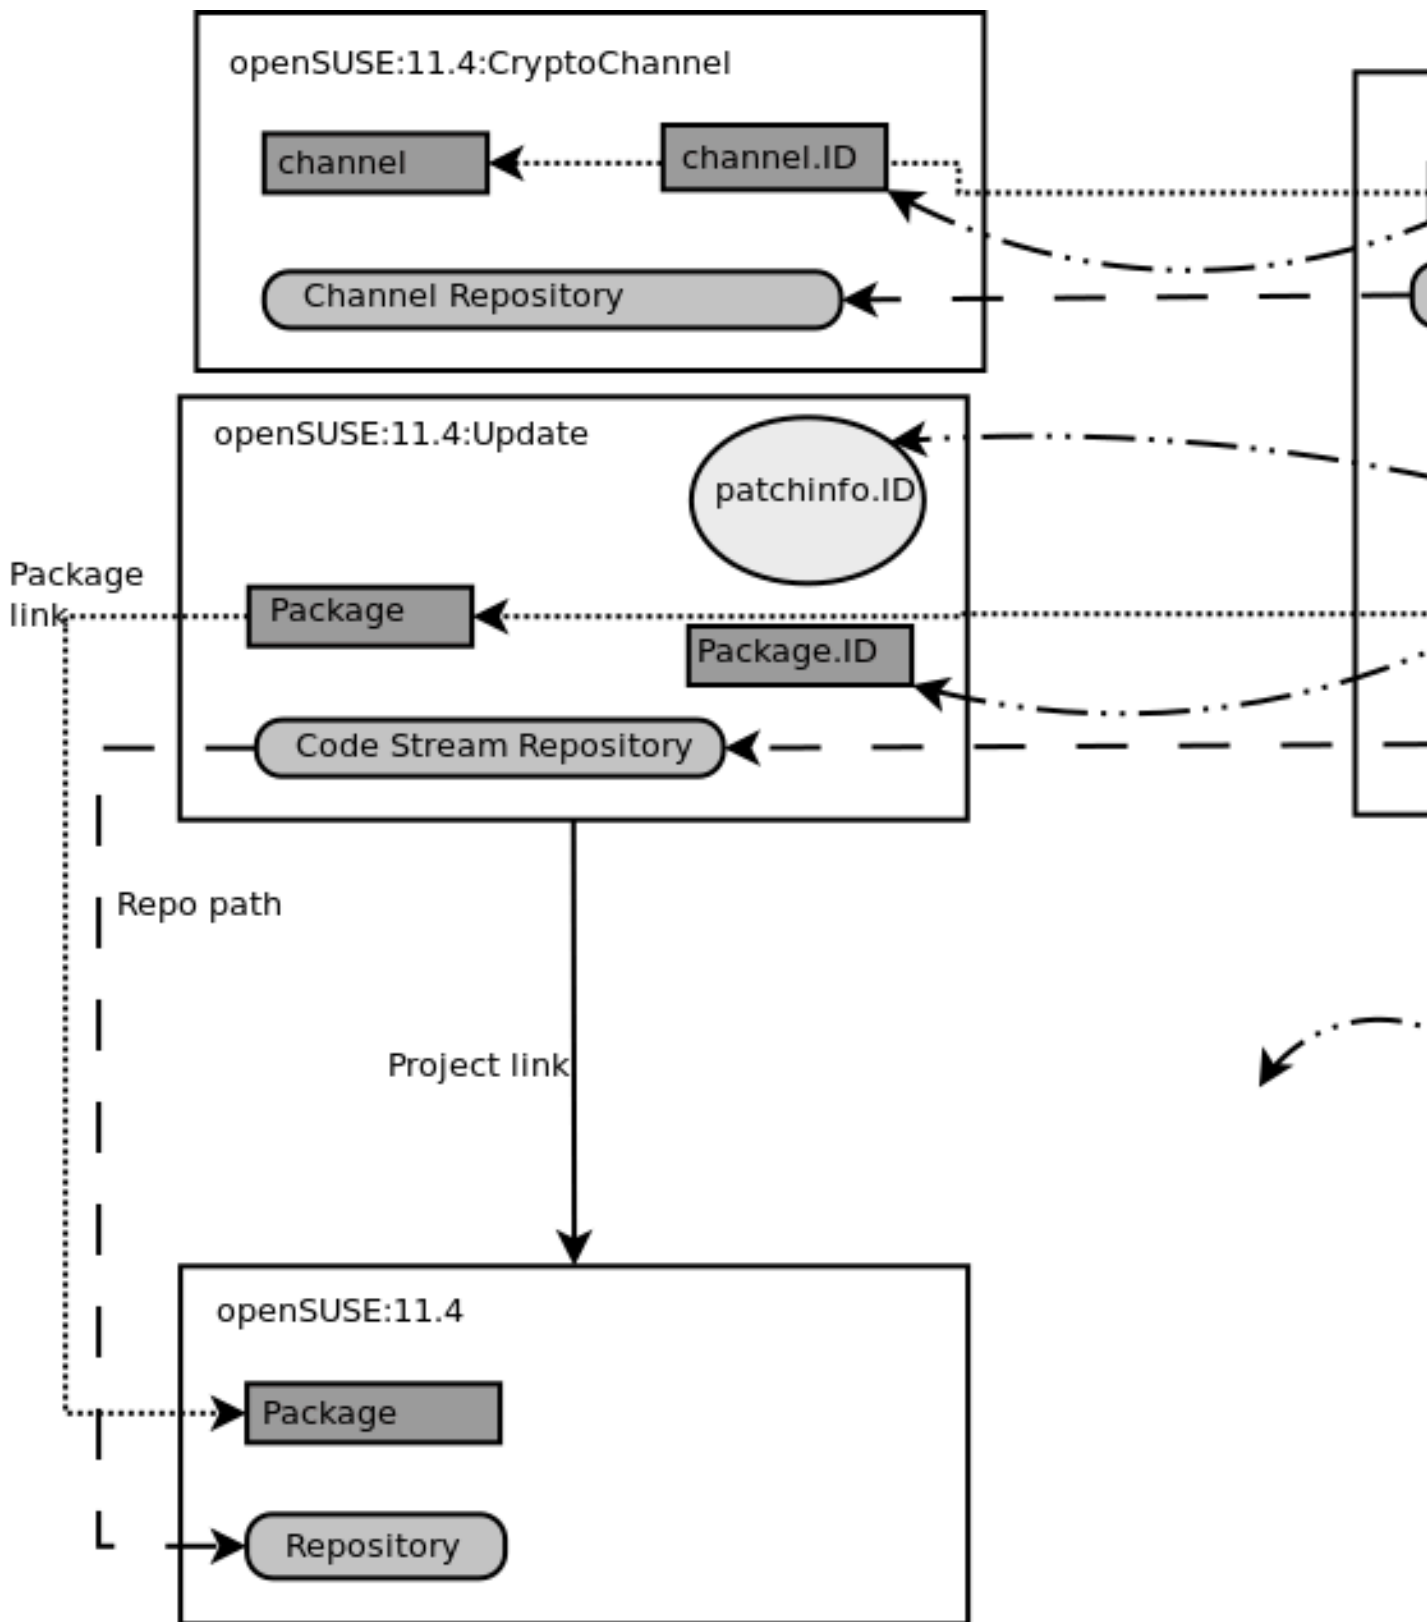 openSUSE:11.4:CryptoChannel
channel
channel.ID
Channel Repository
openSUSE:11.4:Update
patchinfo.ID
Package
link
Package
Package.ID
Code Stream Repository
Repo path
Project link
openSUSE:11.4
Package
Repository